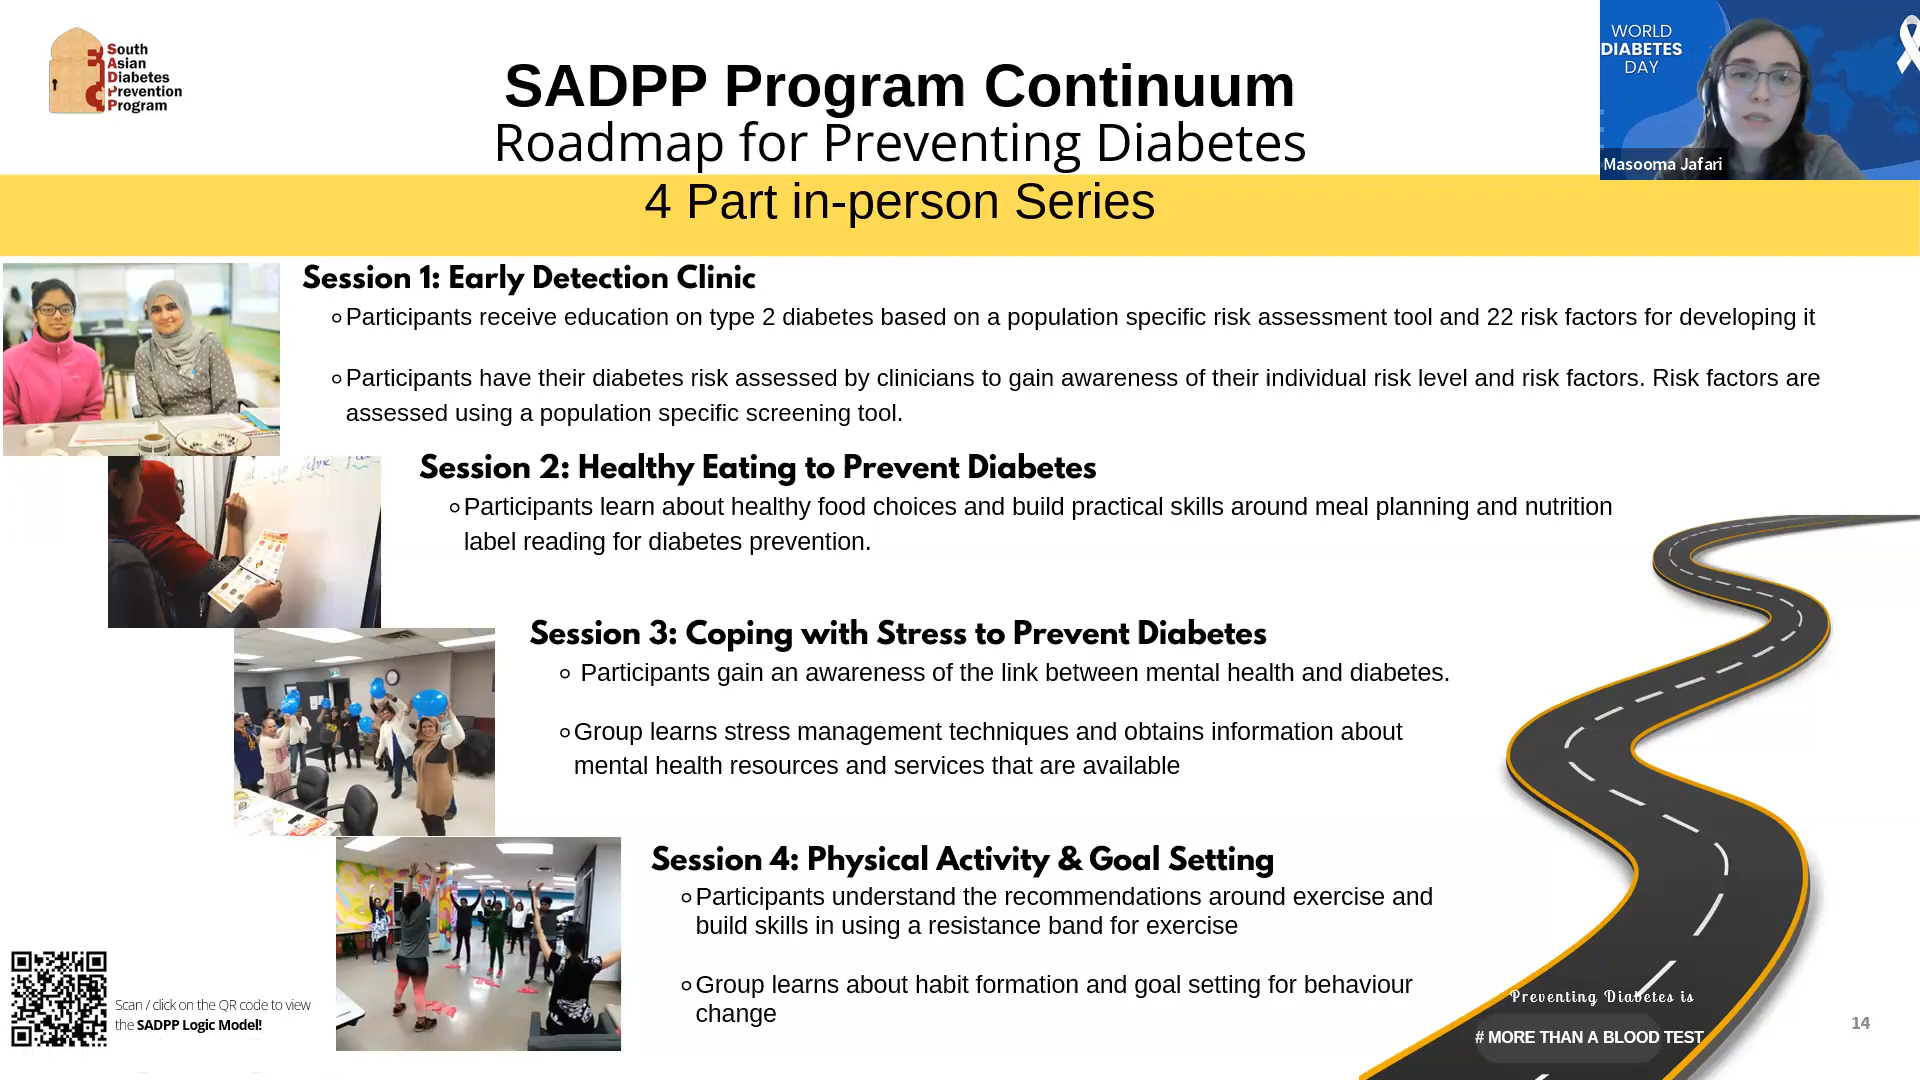 South
Asian
Diabetes
Prevention
Program
SADPP Program Continuum
Roadmap for Preventing Diabetes
4 Part in-person Series
WORLD
DIABETES
DAY
Masooma Jafari
Session 1: Early Detection Clinic
Participants receive education on type 2 diabetes based on a population specific risk assessment tool and 22 risk factors for developing it
Participants have their diabetes risk assessed by clinicians to gain awareness of their individual risk level and risk factors. Risk factors are
assessed using a population specific screening tool.
Session 2: Healthy Eating to Prevent Diabetes
Participants learn about healthy food choices and build practical skills around meal planning and nutrition
label reading for diabetes prevention.
Session 3: Coping with Stress to Prevent Diabetes
Participants gain an awareness of the link between mental health and diabetes.
Group learns stress management techniques and obtains information about
mental health resources and services that are available
Session 4: Physical Activity & Goal Setting
Participants understand the recommendations around exercise and
build skills in using a resistance band for exercise
Group learns about habit formation and goal setting for behaviour
change
Scan / click on the QR code to view
the SADPP Logic Model!
Preventing Diabetes is
# MORE THAN A BLOOD TEST
14